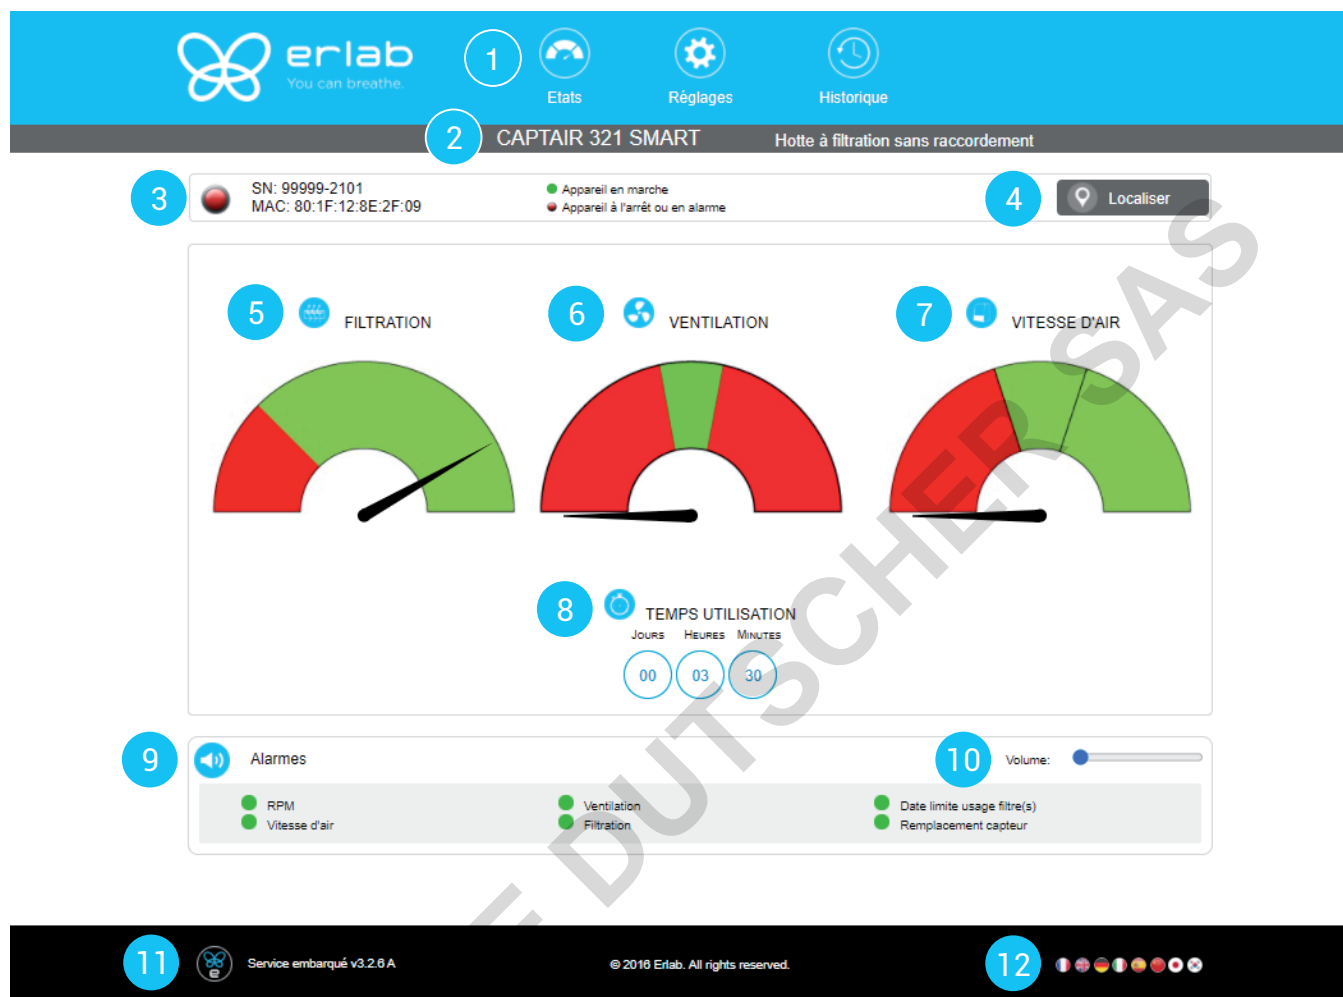 erlab
You can breathe.
1
Etats
Réglages
Historique
2
CAPTAIR 321 SMART
Hotte à filtration sans raccordement
3
SN: 99999-2101
MAC: 80:1F:12:8E:2F:09
Appareil en marche
Appareil à l'arrêt ou en alarme
4
Localiser
5
FILTRATION
6
VENTILATION
7
VITESSE D'AIR
8
TEMPS UTILISATION
JOURS HEURES MINUTES
00 03 30
9
Alarmes
10
Volume:
RPM
Vitesse d'air
Ventilation
Filtration
Date limite usage filtre(s)
Remplacement capteur
E DUTSCHER SAS
11
e
Service embarqué v3.2.6 A
© 2016 Erlab. All rights reserved.
12